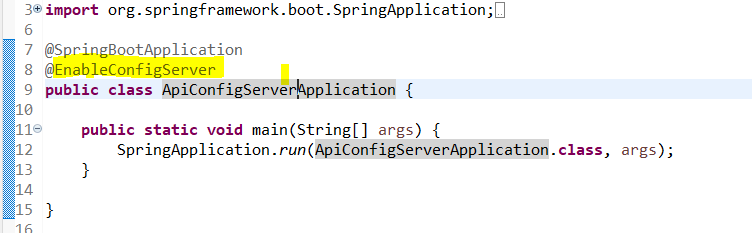 3 import org.springframework.boot.SpringApplication;
6
7 @SpringBootApplication
8 @EnableConfigServer
9 public class ApiConfigServerApplication {
10
11 public static void main(String[] args) {
12 SpringApplication.run(ApiConfigServerApplication.class, args);
13 }
14
15 }
16